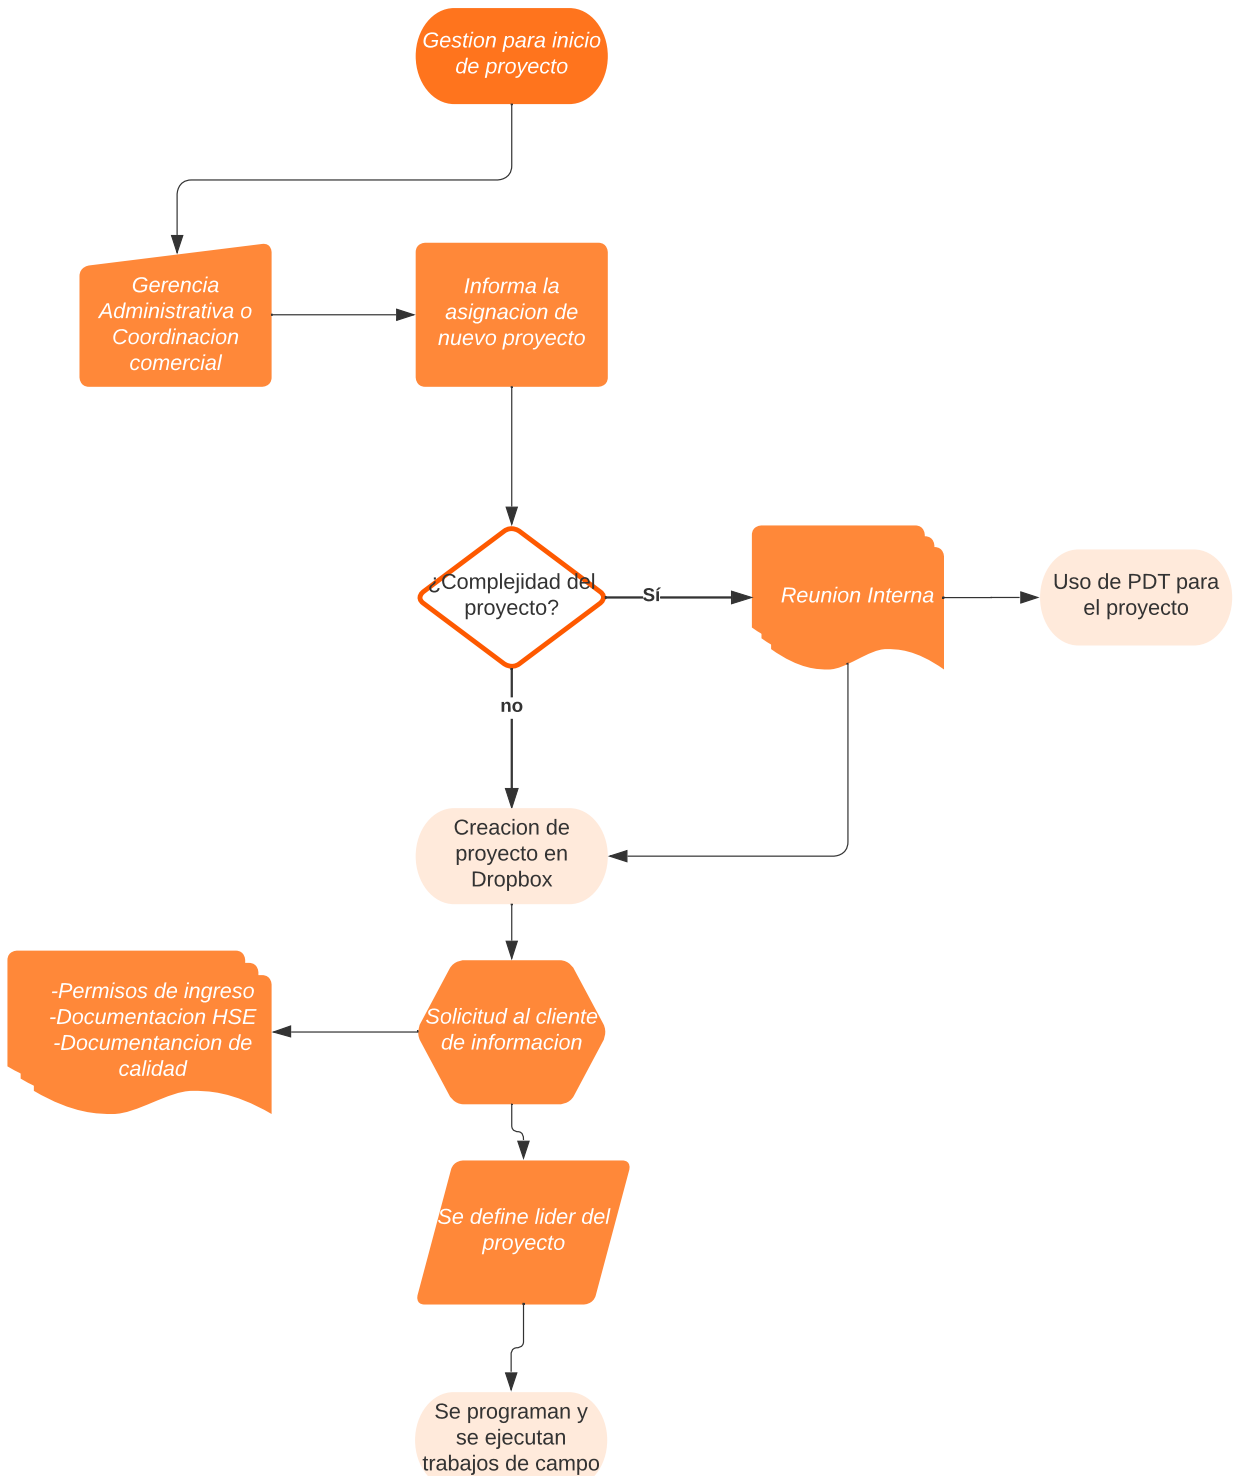 Gestion para inicio
de proyecto
Gerencia
Administrativa o
Coordinacion
comercial
Informa la
asignacion de
nuevo proyecto
¿Complejidad del
proyecto?
Sí
Reunion Interna
Uso de PDT para
el proyecto
no
Creacion de
proyecto en
Dropbox
-Permisos de ingreso
-Documentacion HSE
-Documentancion de
calidad
Solicitud al cliente
de informacion
Se define lider del
proyecto
Se programan y
se ejecutan
trabajos de campo